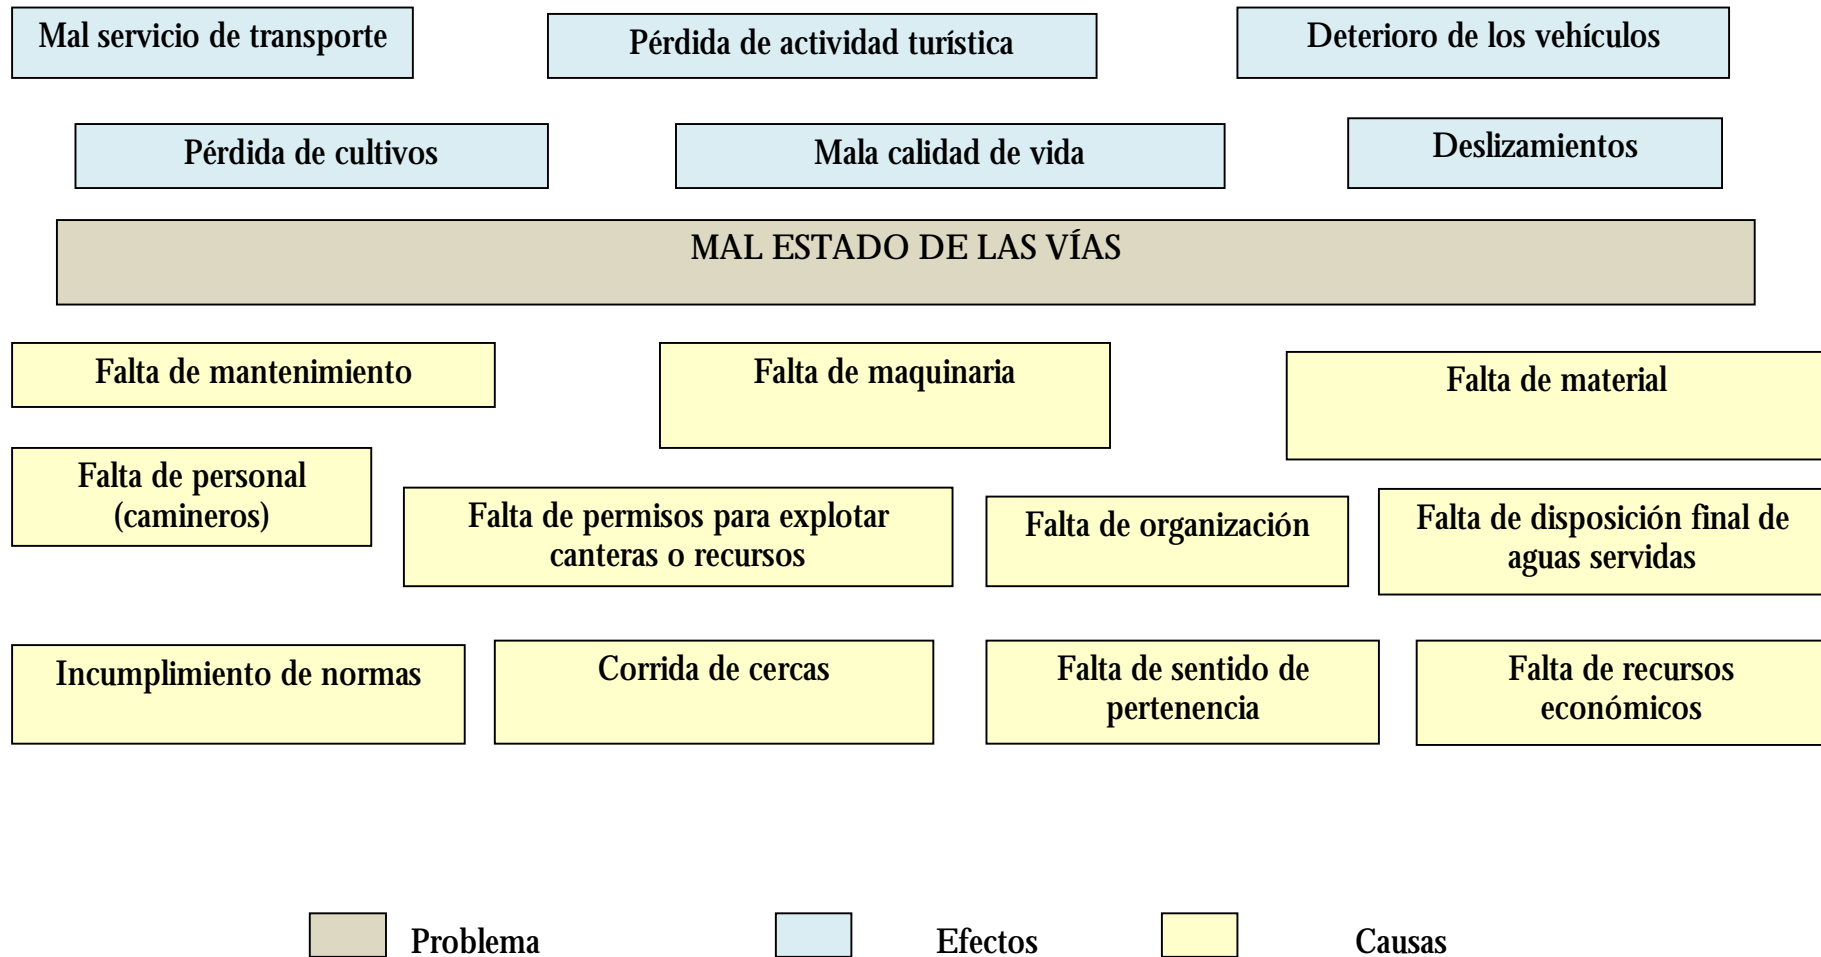 Mal servicio de transporte
Pérdida de actividad turística
Deterioro de los vehículos
Pérdida de cultivos
Mala calidad de vida
Deslizamientos
MAL ESTADO DE LAS VÍAS
Falta de mantenimiento
Falta de maquinaria
Falta de material
Falta de personal
(camineros)
Falta de permisos para explotar
canteras o recursos
Falta de organización
Falta de disposición final de
aguas servidas
Incumplimiento de normas
Corrida de cercas
Falta de sentido de
pertenencia
Falta de recursos
económicos
Problema
Efectos
Causas